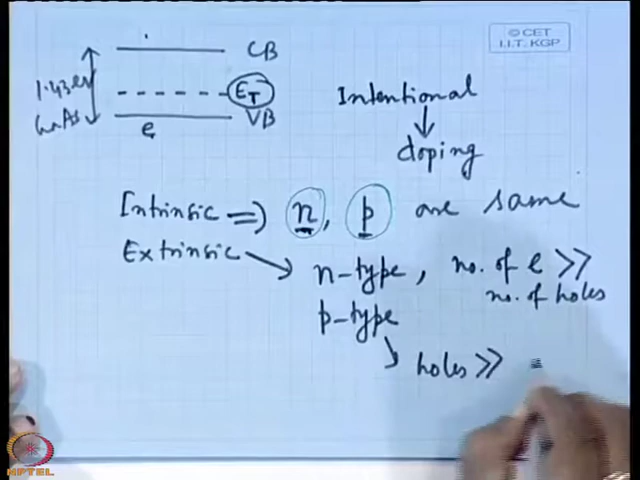 © CET
I.I.T. KGP
CB
1.43eV
GaAs
ET
VB
e
Intentional
doping
Intrinsic => n, p are same
Extrinsic
n-type, no. of e >>
no. of holes
p-type
holes >>
NPTEL